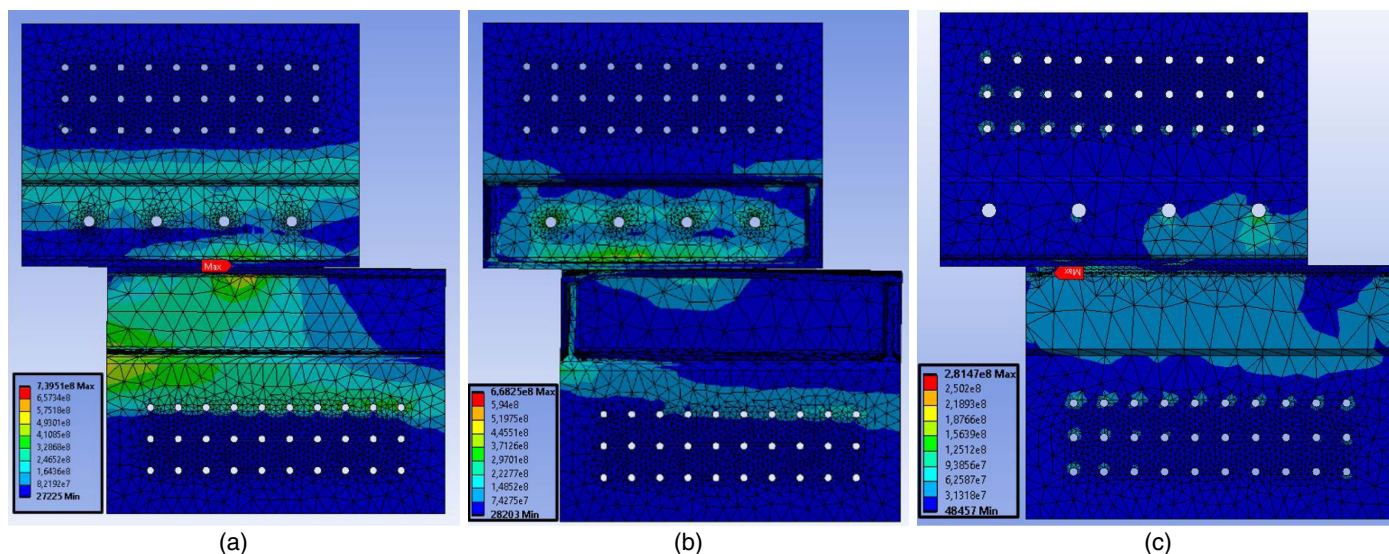 Max
7,3951e8 Max
6,5734e8
5,7518e8
4,9301e8
4,1085e8
3,2868e8
2,4652e8
1,6436e8
8,2192e7
27225 Min
(a)
6,6825e8 Max
5,94e8
5,1975e8
4,4551e8
3,7126e8
2,9701e8
2,2277e8
1,4852e8
7,4275e7
28203 Min
(b)
Max
2,8147e8 Max
2,502e8
2,1893e8
1,8766e8
1,5639e8
1,2512e8
9,3856e7
6,2587e7
3,1318e7
48457 Min
(c)